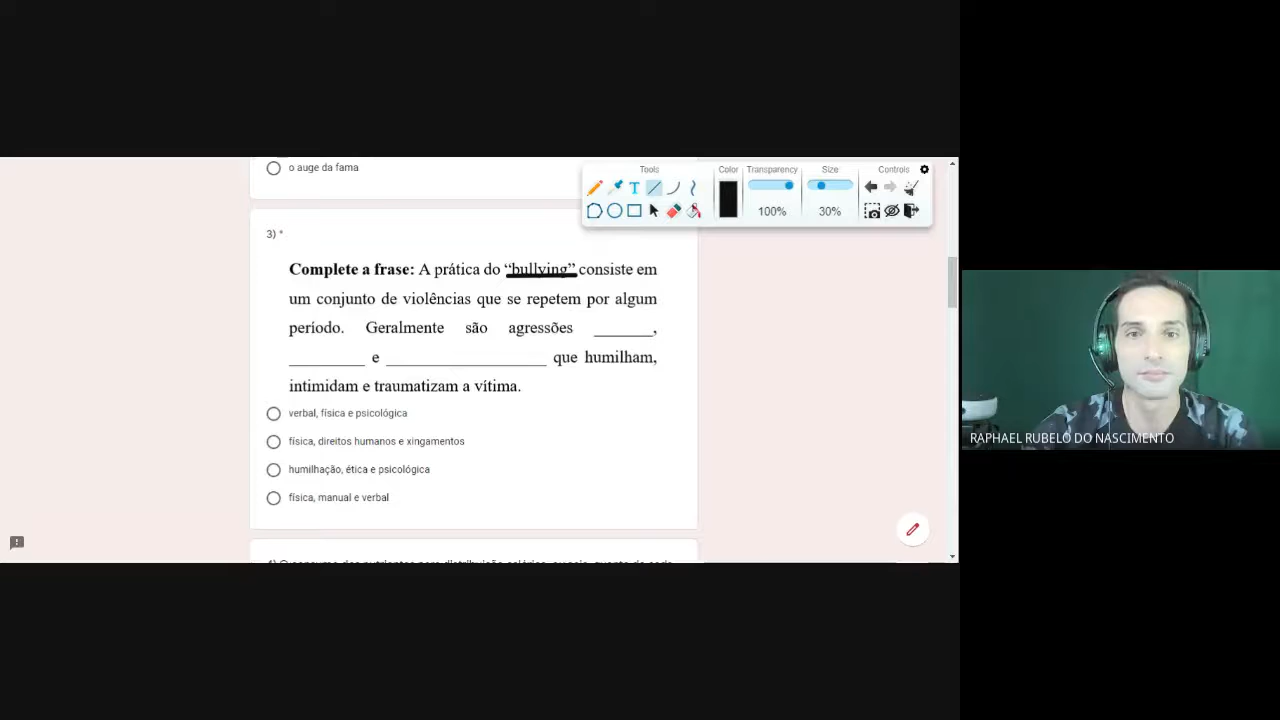 o auge da fama
Tools
Color
Transparency
Size
Controls
T
100%
30%
3) *
Complete a frase: A prática do “bullying” consiste em
um conjunto de violências que se repetem por algum
período. Geralmente são agressões _______,
_________ e ___________________ que humilham,
intimidam e traumatizam a vítima.
verbal, física e psicológica
física, direitos humanos e xingamentos
humilhação, ética e psicológica
física, manual e verbal
RAPHAEL RUBELO DO NASCIMENTO